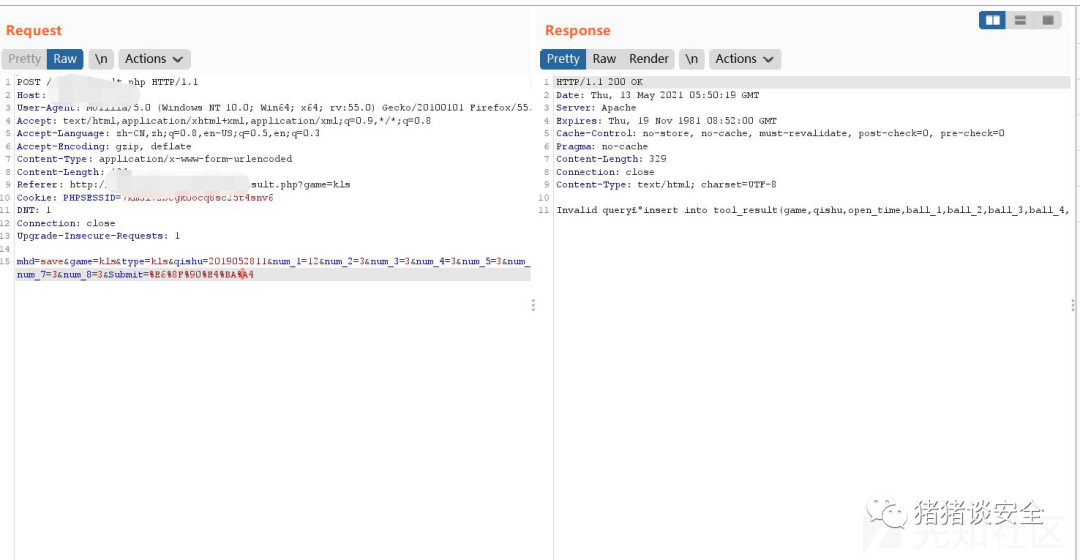 Request
Pretty Raw \n Actions
1 POST / lt.php HTTP/1.1
2 Host:
3 User-Agent: Mozilla/5.0 (Windows NT 10.0; Win64; x64; rv:55.0) Gecko/20100101 Firefox/55.
4 Accept: text/html,application/xhtml+xml,application/xml;q=0.9,*/*;q=0.8
5 Accept-Language: zh-CN,zh;q=0.8,en-US;q=0.5,en;q=0.3
6 Accept-Encoding: gzip, deflate
7 Content-Type: application/x-www-form-urlencoded
8 Content-Length:
9 Referer: http:/ sult.php?game=kls
10 Cookie: PHPSESSID=
11 DNT: 1
12 Connection: close
13 Upgrade-Insecure-Requests: 1
14
15 mhd=save&game=kls&type=kls&qishu=2019052811&num_1=12&num_2=3&num_3=3&num_4=3&num_5=3&num_
num_7=3&num_8=3&Submit=%E6%8F%90%E4%BA%A4
Response
Pretty Raw Render \n Actions
1 HTTP/1.1 200 OK
2 Date: Thu, 13 May 2021 05:50:19 GMT
3 Server: Apache
4 Expires: Thu, 19 Nov 1981 08:52:00 GMT
5 Cache-Control: no-store, no-cache, must-revalidate, post-check=0, pre-check=0
6 Pragma: no-cache
7 Content-Length: 329
8 Connection: close
9 Content-Type: text/html; charset=UTF-8
10
11 Invalid query£°insert into tool_result(game,qishu,open_time,ball_1,ball_2,ball_3,ball_4,
猪猪谈安全
先知社区